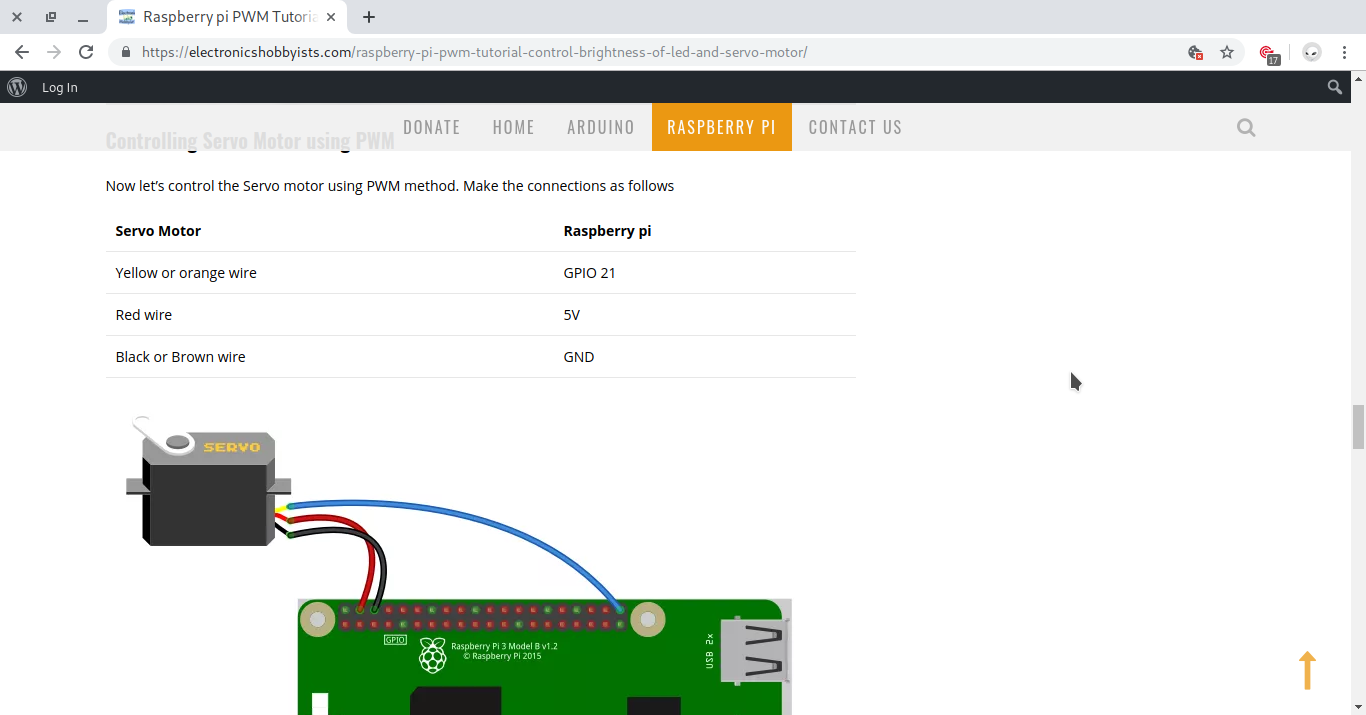 Raspberry pi PWM Tutoria
https://electronicshobbyists.com/raspberry-pi-pwm-tutorial-control-brightness-of-led-and-servo-motor/
17
Log In
DONATE HOME ARDUINO RASPBERRY PI CONTACT US
Controlling Servo Motor using PWM
Now let’s control the Servo motor using PWM method. Make the connections as follows
Servo Motor Raspberry pi
Yellow or orange wire GPIO 21
Red wire 5V
Black or Brown wire GND
SERVO
GPIO
Raspberry Pi 3 Model B v1.2
© Raspberry Pi 2015
USB 2x